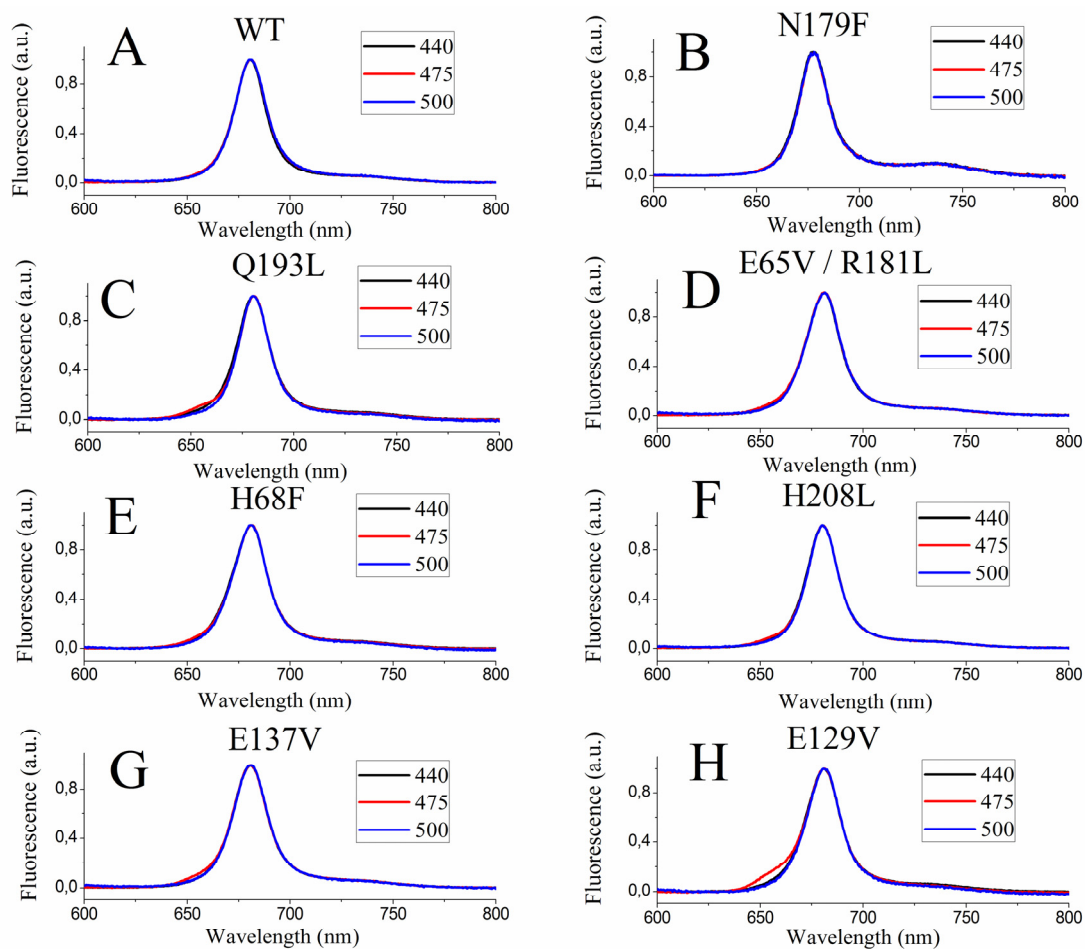 A
WT
Fluorescence (a.u.)
0,8
0,4
0,0
440
475
500
600 650 700 750 800
Wavelength (nm)
B
N179F
Fluorescence (a.u.)
0,8
0,4
0,0
440
475
500
600 650 700 750 800
Wavelength (nm)
C
Q193L
Fluorescence (a.u.)
0,8
0,4
0,0
440
475
500
600 650 700 750 800
Wavelength (nm)
D
E65V / R181L
Fluorescence (a.u.)
0,8
0,4
0,0
440
475
500
600 650 700 750 800
Wavelength (nm)
E
H68F
Fluorescence (a.u.)
0,8
0,4
0,0
440
475
500
600 650 700 750 800
Wavelength (nm)
F
H208L
Fluorescence (a.u.)
0,8
0,4
0,0
440
475
500
600 650 700 750 800
Wavelength (nm)
G
E137V
Fluorescence (a.u.)
0,8
0,4
0,0
440
475
500
600 650 700 750 800
Wavelength (nm)
H
E129V
Fluorescence (a.u.)
0,8
0,4
0,0
440
475
500
600 650 700 750 800
Wavelength (nm)